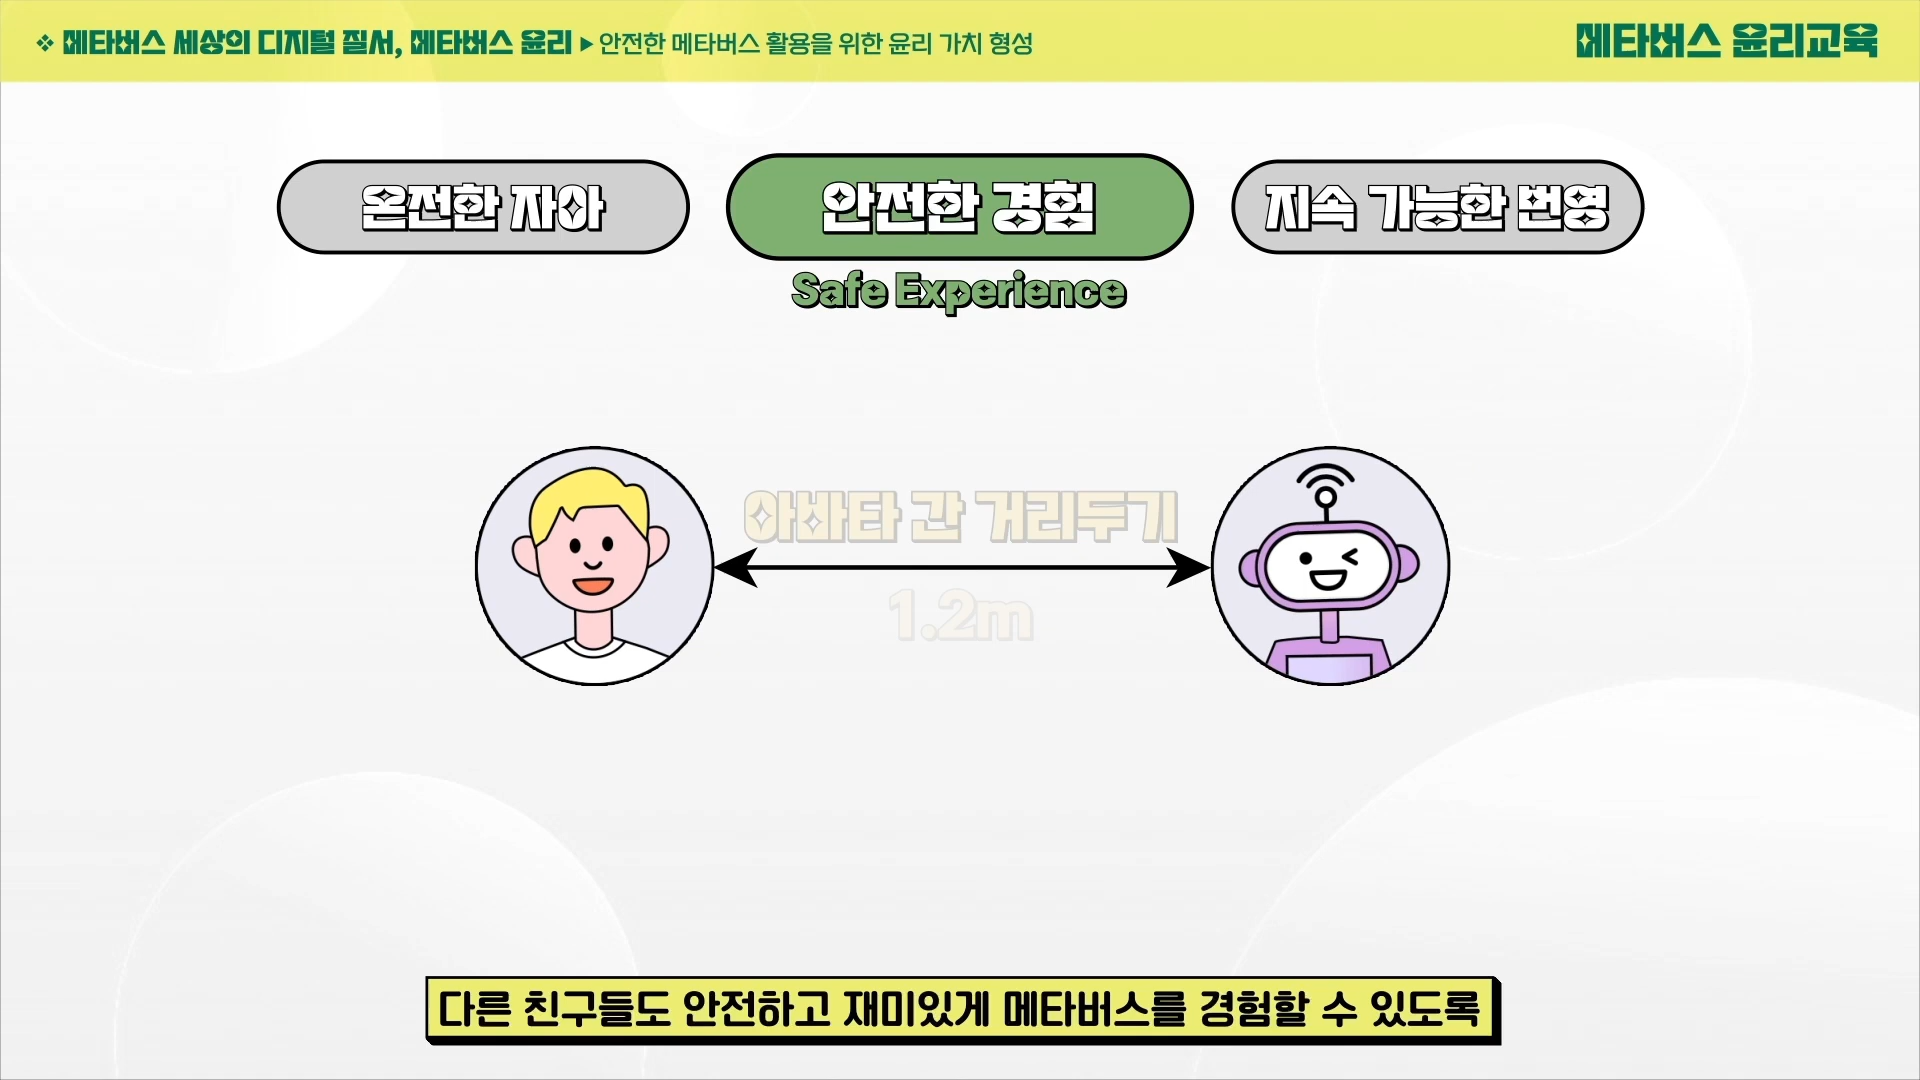 ❖ 메타버스 세상의 디지털 질서, 메타버스 윤리 ▶ 안전한 메타버스 활용을 위한 윤리 가치 형성
메타버스 윤리교육
온전한 자아
안전한 경험
지속 가능한 번영
Safe Experience
아바타 간 거리두기
1.2m
다른 친구들도 안전하고 재미있게 메타버스를 경험할 수 있도록